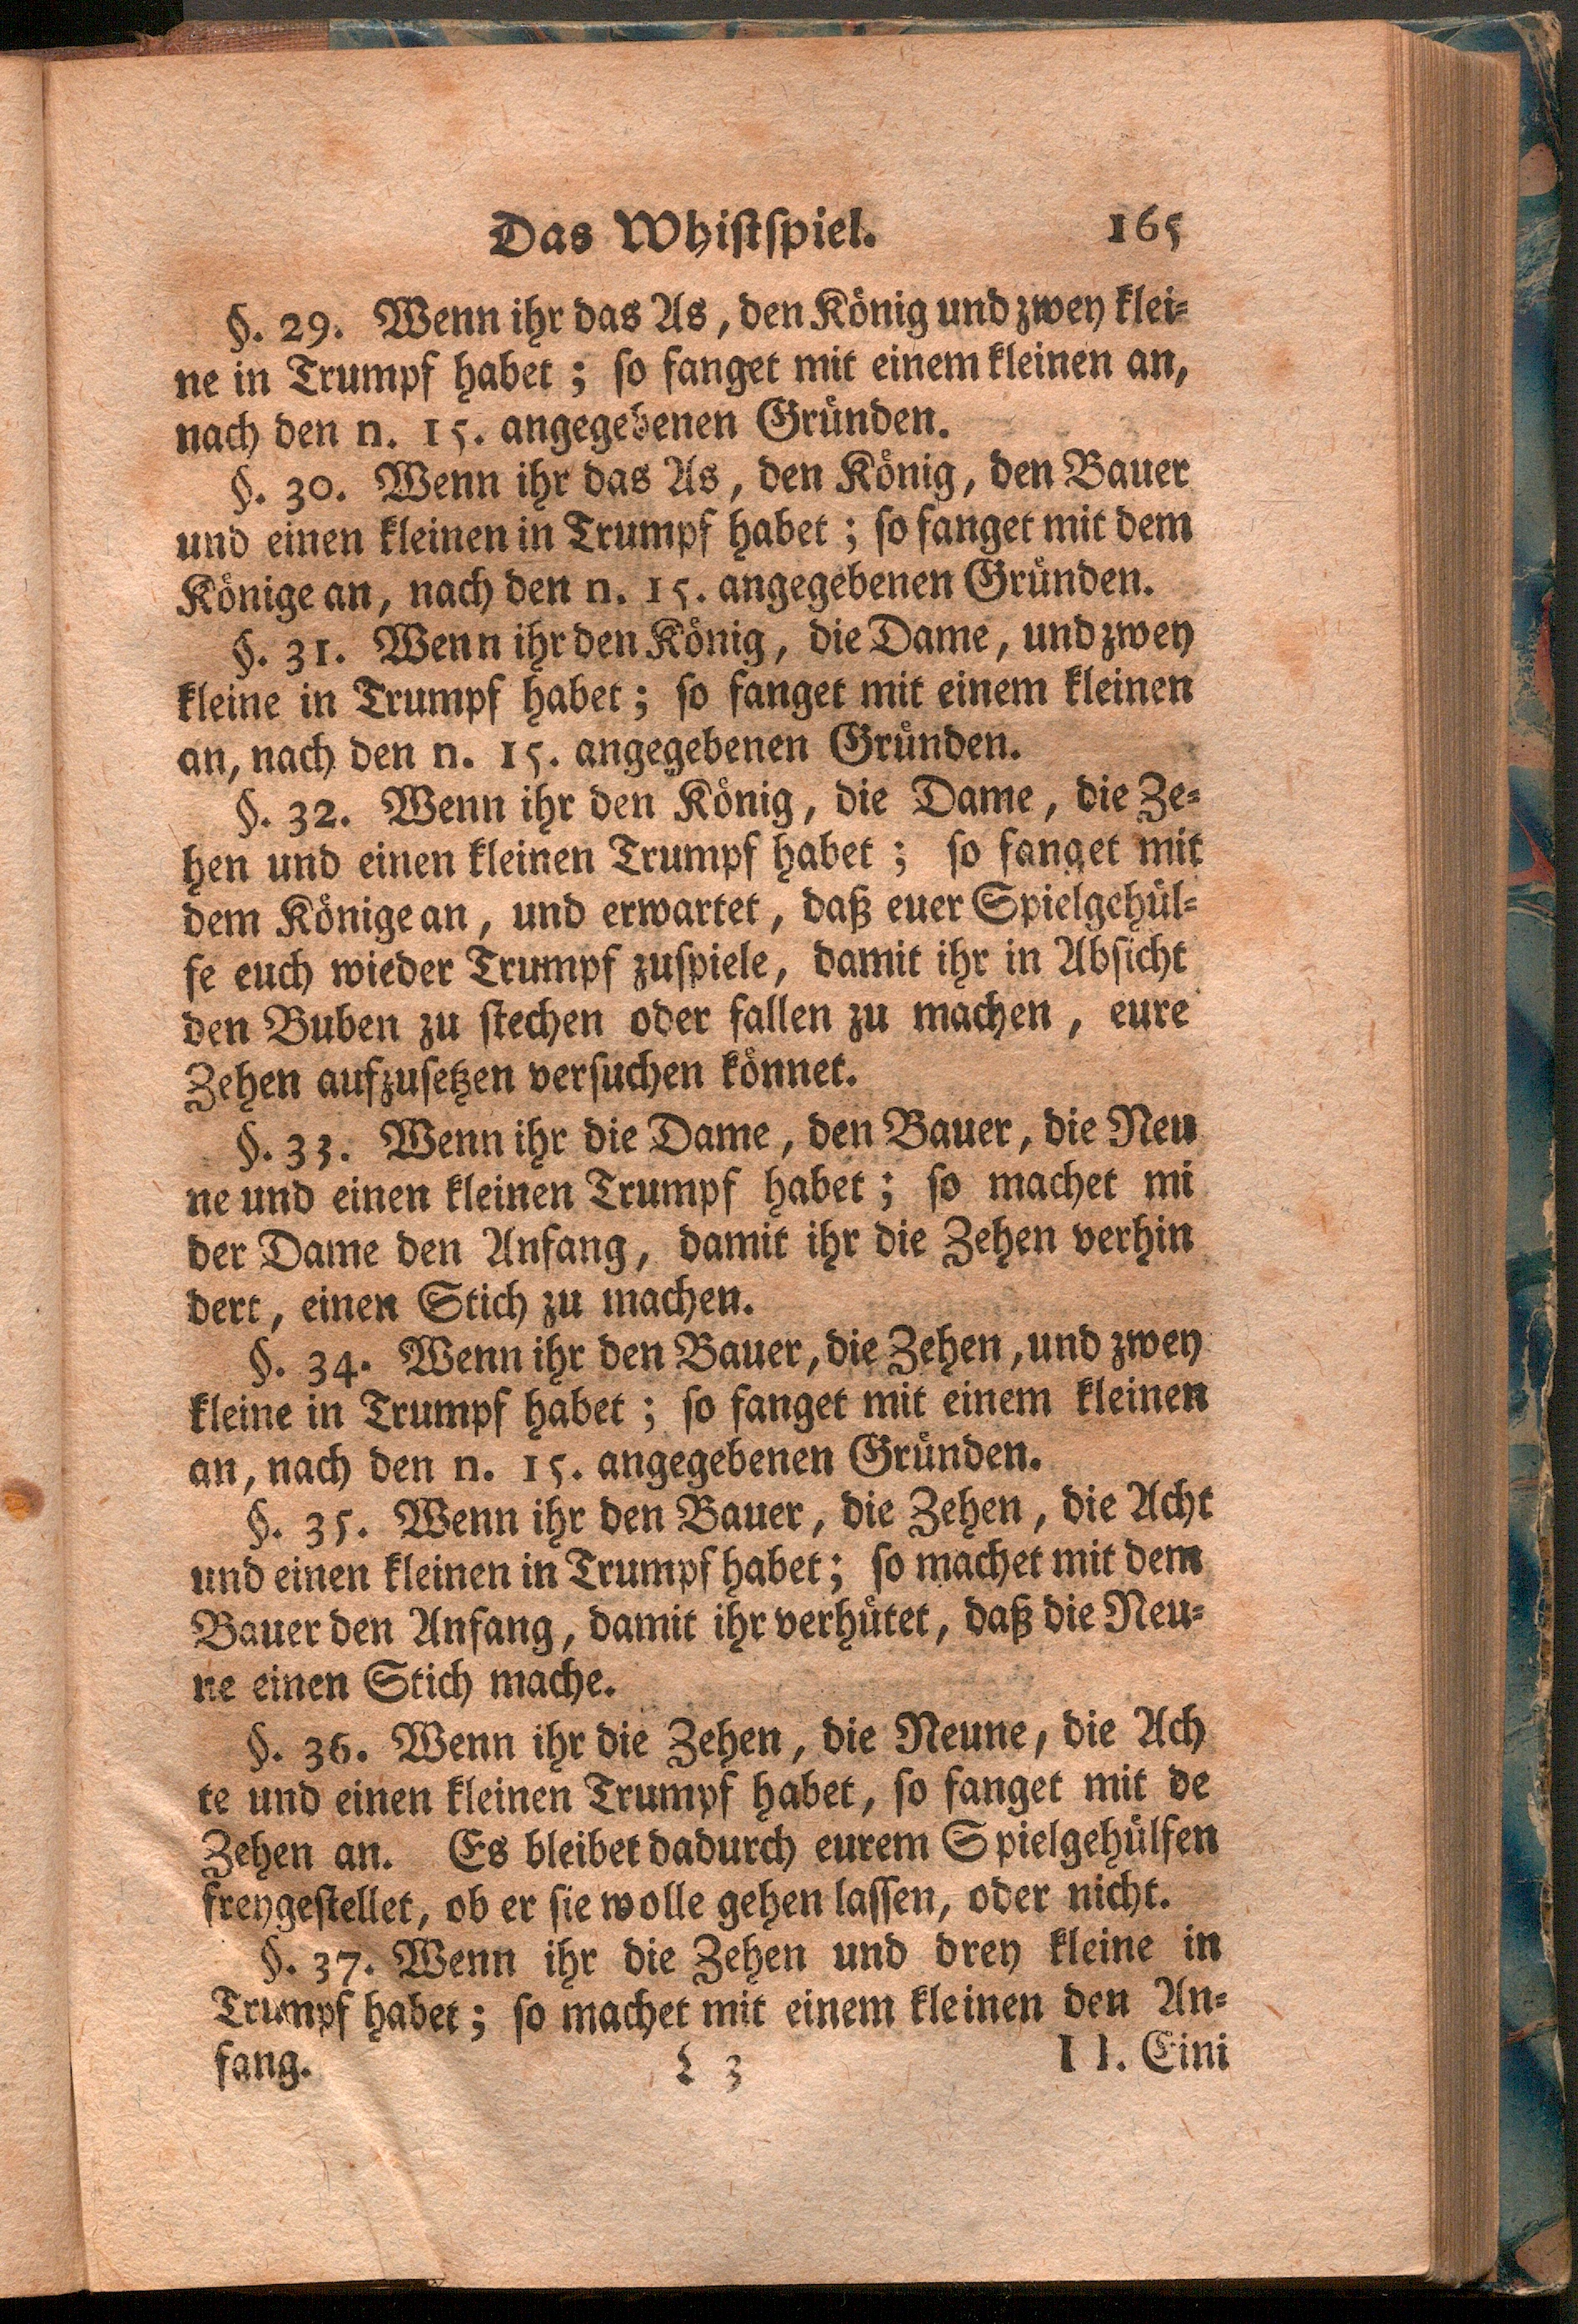 Das Whistspiel. 165
§. 29. Wenn ihr das As, den König und zwey klei-
ne in Trumpf habet; so fanget mit einem kleinen an,
nach den n. 15. angegebenen Gründen.
§. 30. Wenn ihr das As, den König, den Bauer
und einen kleinen in Trumpf habet; so fanget mit dem
Könige an, nach den n. 15. angegebenen Gründen.
§. 31. Wenn ihr den König, die Dame, und zwey
kleine in Trumpf habet; so fanget mit einem kleinen
an, nach den n. 15. angegebenen Gründen.
§. 32. Wenn ihr den König, die Dame, die Ze-
hen und einen kleinen Trumpf habet; so fanget mit
dem Könige an, und erwartet, daß euer Spielgehül-
fe euch wieder Trumpf zuspiele, damit ihr in Absicht
den Buben zu stechen oder fallen zu machen, eure
Zehen aufzusetzen versuchen könnet.
§. 33. Wenn ihr die Dame, den Bauer, die Neu
ne und einen kleinen Trumpf habet; so machet mi
der Dame den Anfang, damit ihr die Zehen verhin
dert, einen Stich zu machen.
§. 34. Wenn ihr den Bauer, die Zehen, und zwey
kleine in Trumpf habet; so fanget mit einem kleinen
an, nach den n. 15. angegebenen Gründen.
§. 35. Wenn ihr den Bauer, die Zehen, die Acht
und einen kleinen in Trumpf habet; so machet mit dem
Bauer den Anfang, damit ihr verhütet, daß die Neu-
ne einen Stich mache.
§. 36. Wenn ihr die Zehen, die Neune, die Ach
te und einen kleinen Trumpf habet, so fanget mit de
Zehen an. Es bleibet dadurch eurem Spielgehülfen
freygestellet, ob er sie wolle gehen lassen, oder nicht.
§. 37. Wenn ihr die Zehen und drey kleine in
Trumpf habet; so machet mit einem kleinen den An-
fang. L 3 II. Eini